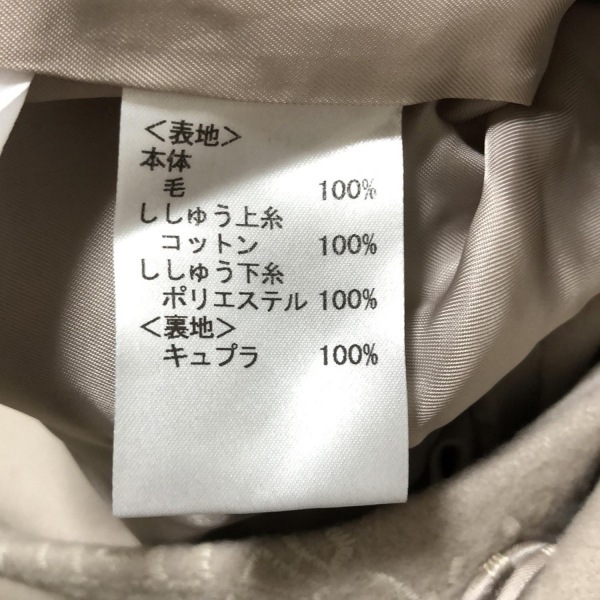 ＜表地＞
本体
毛 100%
ししゅう上糸
コットン 100%
ししゅう下糸
ポリエステル 100%
＜裏地＞
キュプラ 100%